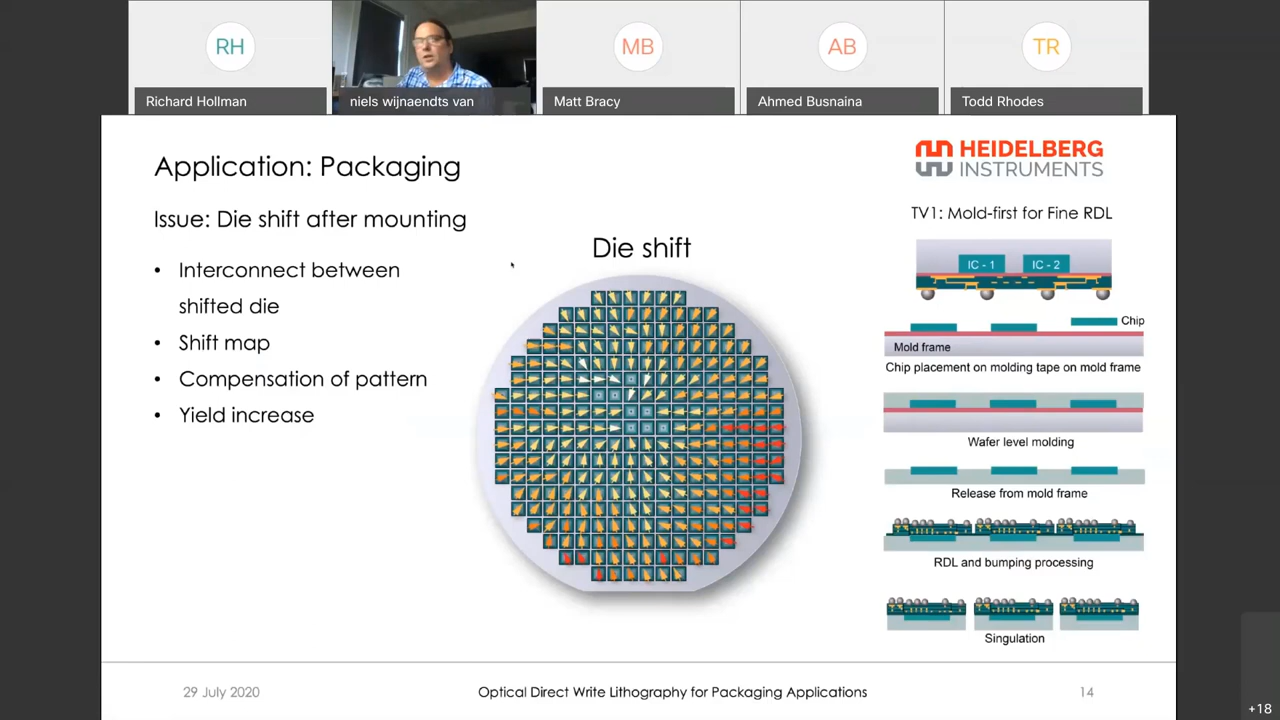 RH
MB
AB
TR
Richard Hollman
niels wijnaendts van
Matt Bracy
Ahmed Busnaina
Todd Rhodes
Application: Packaging
HEIDELBERG
INSTRUMENTS
Issue: Die shift after mounting
• Interconnect between
shifted die
• Shift map
• Compensation of pattern
• Yield increase
Die shift
TV1: Mold-first for Fine RDL
IC - 1
IC - 2
Chip
Mold frame
Chip placement on molding tape on mold frame
Wafer level molding
Release from mold frame
RDL and bumping processing
Singulation
29 July 2020
Optical Direct Write Lithography for Packaging Applications
14
+18